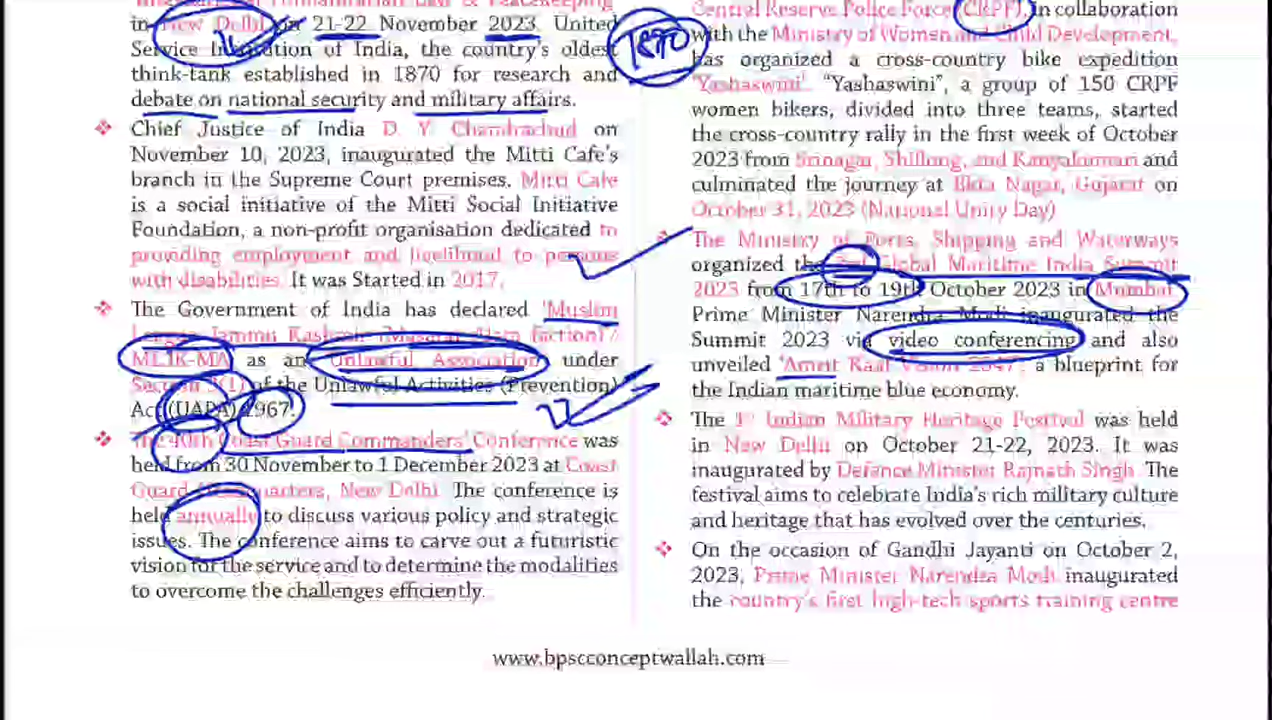 in New Delhi on 21-22 November 2023. United
Service Institution of India, the country's oldest
think-tank established in 1870 for research and
debate on national security and military affairs.
❖ Chief Justice of India D. Y. Chandrachud on
November 10, 2023, inaugurated the Mitti Cafe's
branch in the Supreme Court premises. Mitti Cafe
is a social initiative of the Mitti Social Initiative
Foundation, a non-profit organisation dedicated to
providing employment and livelihood to persons
with disabilities. It was Started in 2017.
❖ The Government of India has declared 'Muslim
League Jammu Kashmir (Masarat Alam faction)'/
MLJK-MA as an 'Unlawful Association' under
Section 3(1) of the Unlawful Activities (Prevention)
Act (UAPA) 1967.
❖ The 40th Coast Guard Commanders' Conference was
held from 30 November to 1 December 2023 at Coast
Guard Headquarters, New Delhi. The conference is
held annually to discuss various policy and strategic
issues. The conference aims to carve out a futuristic
vision for the service and to determine the modalities
to overcome the challenges efficiently.
1870
Central Reserve Police Force (CRPF), in collaboration
with the Ministry of Women and Child Development,
has organized a cross-country bike expedition
'Yashaswini'. "Yashaswini", a group of 150 CRPF
women bikers, divided into three teams, started
the cross-country rally in the first week of October
2023 from Srinagar, Shillong, and Kanyakumari and
culminated the journey at Ekta Nagar, Gujarat on
October 31, 2023 (National Unity Day)
The Ministry of Ports, Shipping and Waterways
organized the 3rd Global Maritime India Summit
2023 from 17th to 19th October 2023 in Mumbai
Prime Minister Narendra Modi inaugurated the
Summit 2023 via video conferencing and also
unveiled 'Amrit Kaal Vision 2047', a blueprint for
the Indian maritime blue economy.
❖ The 1st Indian Military Heritage Festival was held
in New Delhi on October 21-22, 2023. It was
inaugurated by Defance Minister Rajnath Singh. The
festival aims to celebrate India's rich military culture
and heritage that has evolved over the centuries.
❖ On the occasion of Gandhi Jayanti on October 2,
2023, Prime Minister Narendra Modi inaugurated
the country's first high-tech sports training centre
www.bpscconceptwallah.com